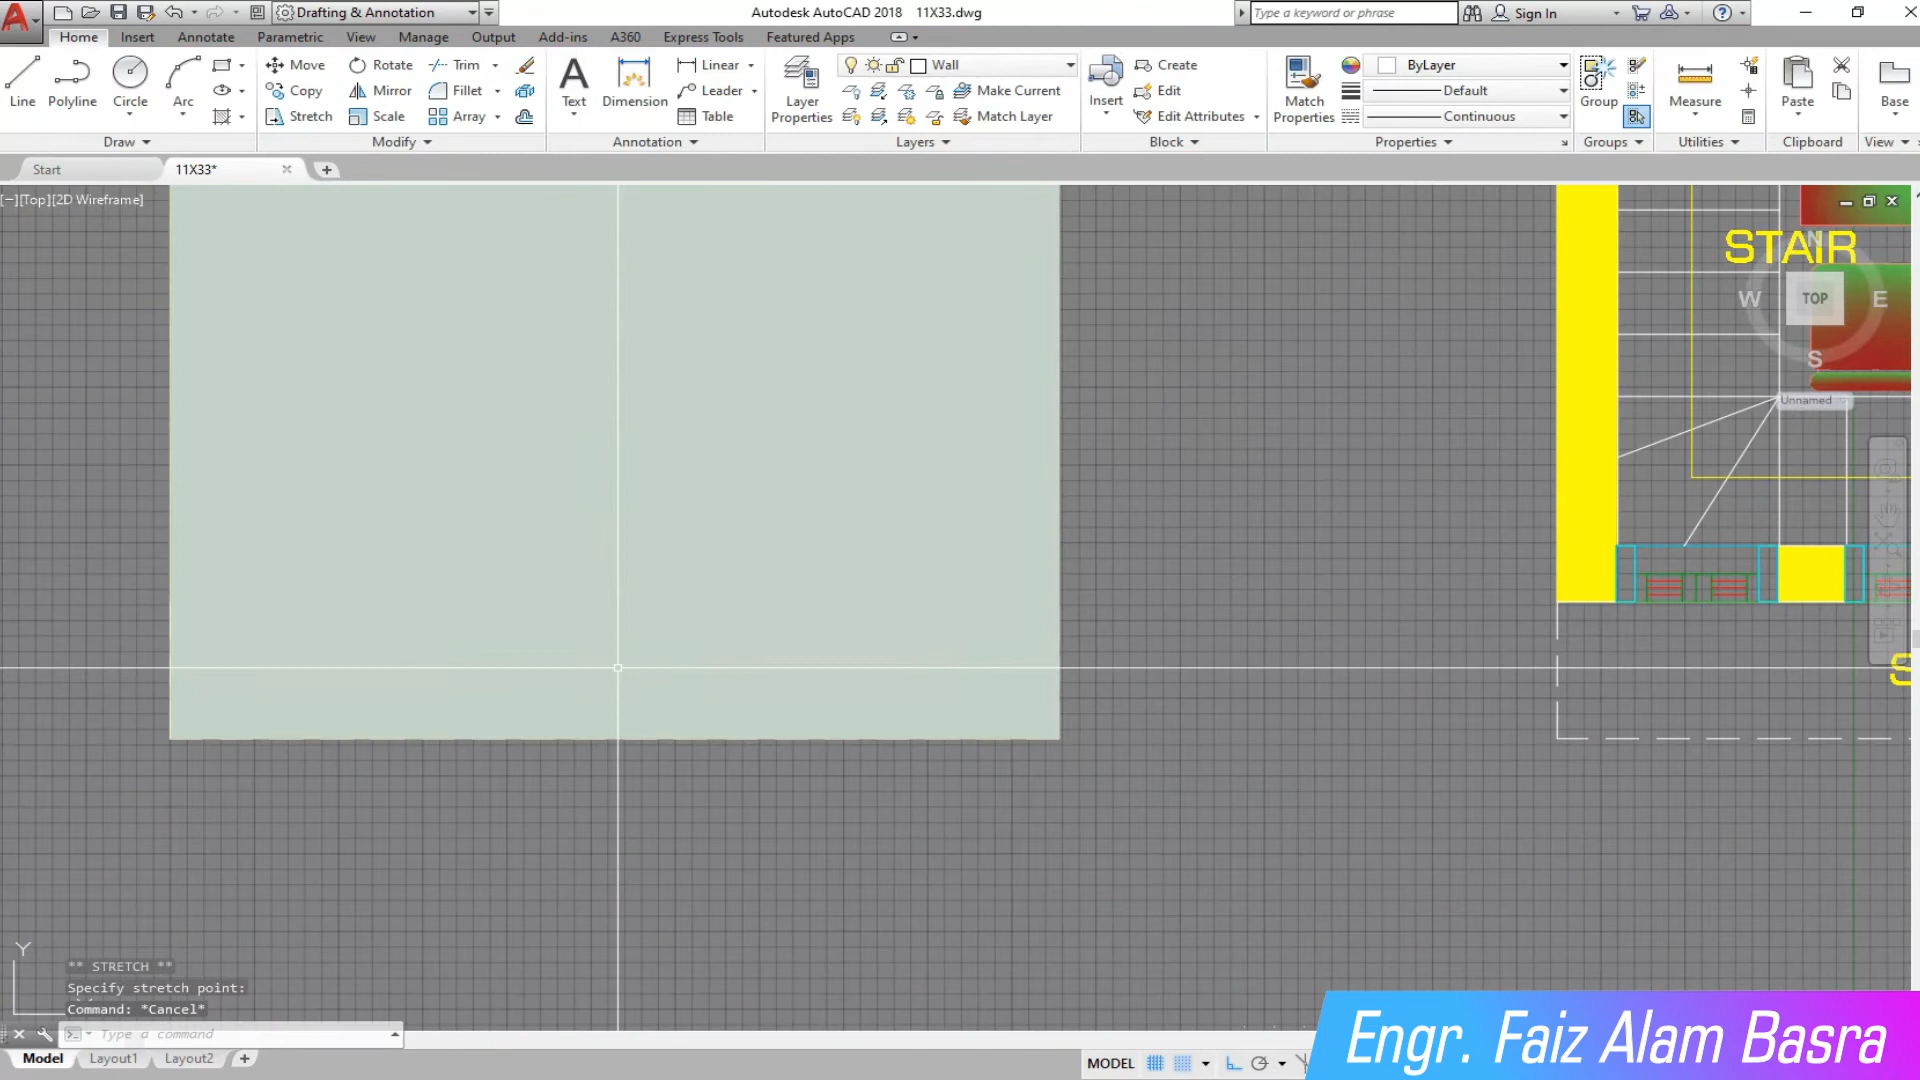 Drafting & Annotation
Autodesk AutoCAD 2018 11X33.dwg
Type a keyword or phrase
Sign In
Home Insert Annotate Parametric View Manage Output Add-ins A360 Express Tools Featured Apps
Line Polyline Circle Arc
Move Rotate Trim
Copy Mirror Fillet
Stretch Scale Array
Text Dimension
Linear
Leader
Table
Layer Properties
Wall
Make Current
Match Layer
Insert
Create
Edit
Edit Attributes
Match Properties
ByLayer
Default
Continuous
Group
Measure
Paste
Base
Draw Modify Annotation Layers Block Properties Groups Utilities Clipboard View
Start 11X33*
[−][Top][2D Wireframe]
STAIR
N
W TOP E
S
Unnamed
S
Y
** STRETCH **
Specify stretch point:
Command: *Cancel*
Type a command
Model Layout1 Layout2
MODEL
Engr. Faiz Alam Basra